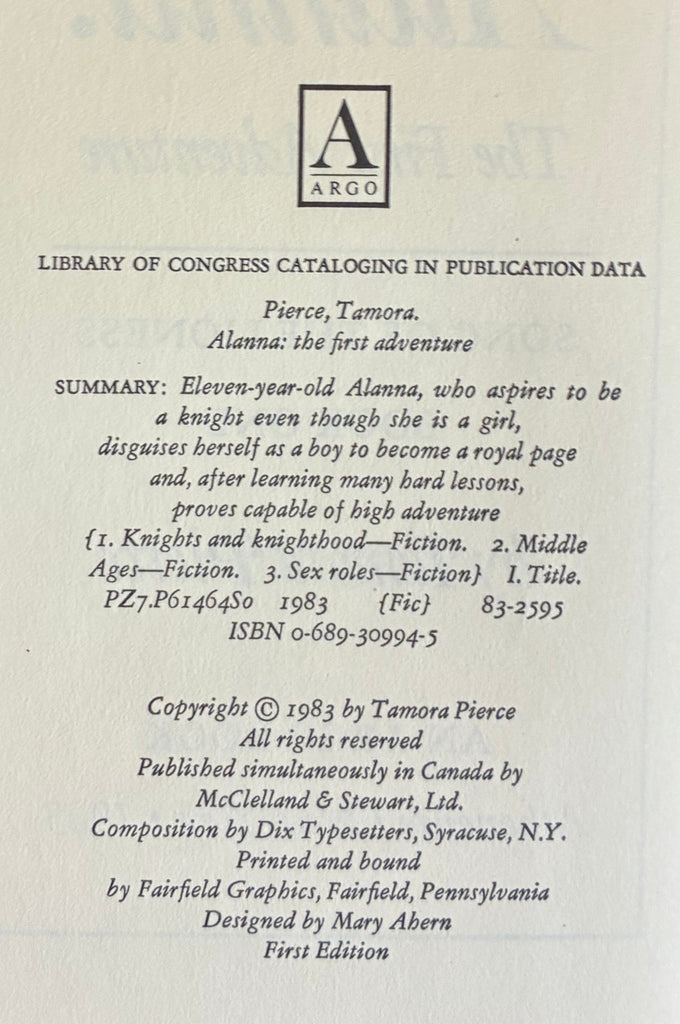 A
ARGO
LIBRARY OF CONGRESS CATALOGING IN PUBLICATION DATA
Pierce, Tamora.
Alanna: the first adventure
SUMMARY: Eleven-year-old Alanna, who aspires to be
a knight even though she is a girl,
disguises herself as a boy to become a royal page
and, after learning many hard lessons,
proves capable of high adventure
{1. Knights and knighthood—Fiction. 2. Middle
Ages—Fiction. 3. Sex roles—Fiction} I. Title.
PZ7.P61464So 1983 {Fic} 83-2595
ISBN 0-689-30994-5
Copyright © 1983 by Tamora Pierce
All rights reserved
Published simultaneously in Canada by
McClelland & Stewart, Ltd.
Composition by Dix Typesetters, Syracuse, N.Y.
Printed and bound
by Fairfield Graphics, Fairfield, Pennsylvania
Designed by Mary Ahern
First Edition